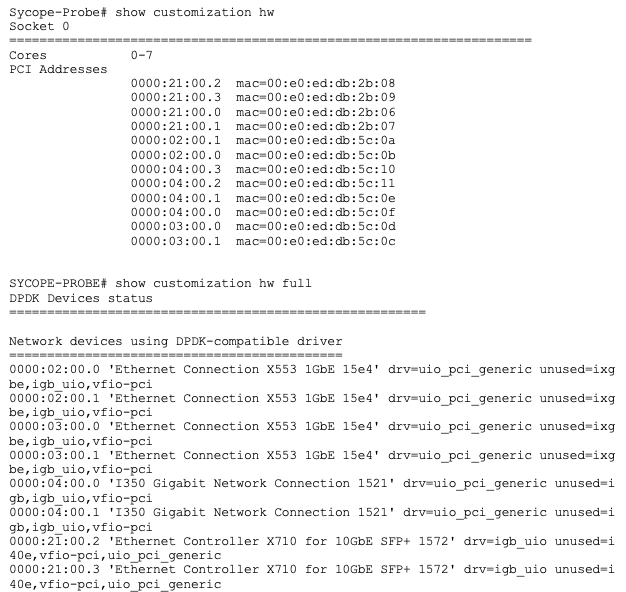 Sycope-Probe# show customization hw
Socket 0
=====================================================================
Cores           0-7
PCI Addresses
                0000:21:00.2  mac=00:e0:ed:db:2b:08
                0000:21:00.3  mac=00:e0:ed:db:2b:09
                0000:21:00.0  mac=00:e0:ed:db:2b:06
                0000:21:00.1  mac=00:e0:ed:db:2b:07
                0000:02:00.1  mac=00:e0:ed:db:5c:0a
                0000:02:00.0  mac=00:e0:ed:db:5c:0b
                0000:04:00.3  mac=00:e0:ed:db:5c:10
                0000:04:00.2  mac=00:e0:ed:db:5c:11
                0000:04:00.1  mac=00:e0:ed:db:5c:0e
                0000:04:00.0  mac=00:e0:ed:db:5c:0f
                0000:03:00.0  mac=00:e0:ed:db:5c:0d
                0000:03:00.1  mac=00:e0:ed:db:5c:0c
SYCOPE-PROBE# show customization hw full
DPDK Devices status
=======================================================
Network devices using DPDK-compatible driver
============================================
0000:02:00.0 'Ethernet Connection X553 1GbE 15e4' drv=uio_pci_generic unused=ixg
be,igb_uio,vfio-pci
0000:02:00.1 'Ethernet Connection X553 1GbE 15e4' drv=uio_pci_generic unused=ixg
be,igb_uio,vfio-pci
0000:03:00.0 'Ethernet Connection X553 1GbE 15e4' drv=uio_pci_generic unused=ixg
be,igb_uio,vfio-pci
0000:03:00.1 'Ethernet Connection X553 1GbE 15e4' drv=uio_pci_generic unused=ixg
be,igb_uio,vfio-pci
0000:04:00.0 'I350 Gigabit Network Connection 1521' drv=uio_pci_generic unused=i
gb,igb_uio,vfio-pci
0000:04:00.1 'I350 Gigabit Network Connection 1521' drv=uio_pci_generic unused=i
gb,igb_uio,vfio-pci
0000:21:00.2 'Ethernet Controller X710 for 10GbE SFP+ 1572' drv=igb_uio unused=i
40e,vfio-pci,uio_pci_generic
0000:21:00.3 'Ethernet Controller X710 for 10GbE SFP+ 1572' drv=igb_uio unused=i
40e,vfio-pci,uio_pci_generic